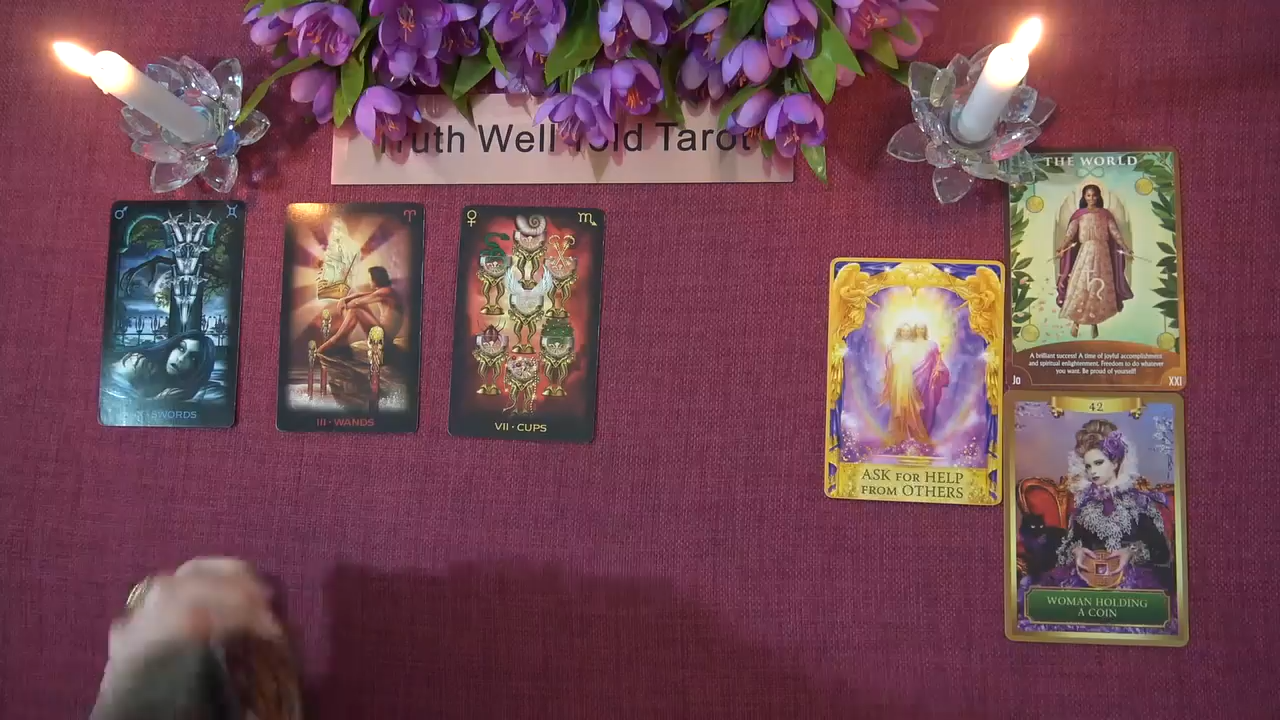 Truth Well Told Tarot
THE WORLD
A brilliant success! A time of joyful accomplishment
and spiritual enlightenment. Freedom to do whatever
you want. Be proud of yourself!
Jo
XXI
SWORDS
III · WANDS
VII · CUPS
ASK FOR HELP
FROM OTHERS
42
WOMAN HOLDING
A COIN